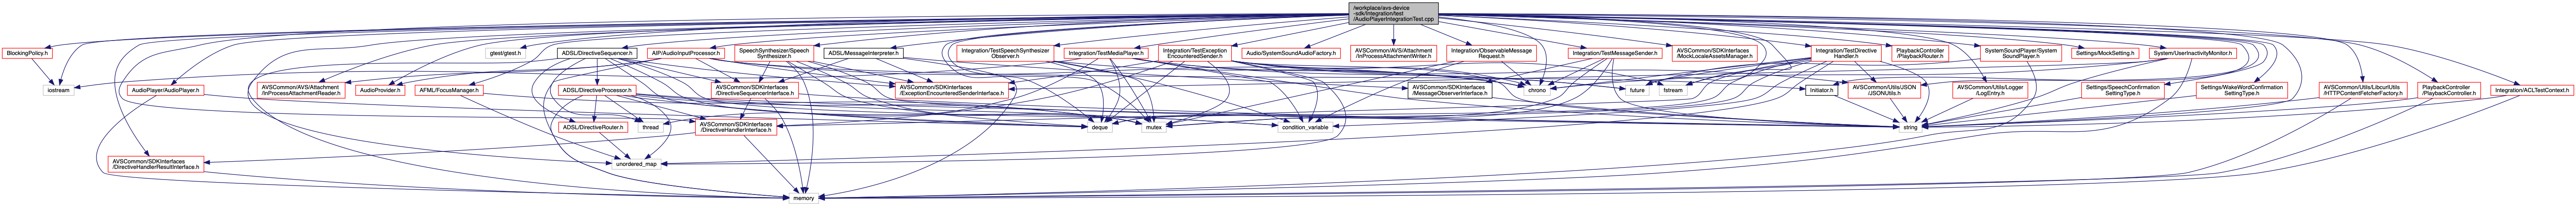 /workplace/avs-device
-sdk/Integration/test
/AudioPlayerIntegrationTest.cpp
BlockingPolicy.h
gtest/gtest.h
ADSL/DirectiveSequencer.h
AIP/AudioInputProcessor.h
SpeechSynthesizer/Speech
Synthesizer.h
ADSL/MessageInterpreter.h
Integration/TestSpeechSynthesizer
Observer.h
Integration/TestMediaPlayer.h
Integration/TestException
EncounteredSender.h
Audio/SystemSoundAudioFactory.h
AVSCommon/AVS/Attachment
/InProcessAttachmentWriter.h
Integration/ObservableMessage
Request.h
Integration/TestMessageSender.h
AVSCommon/SDKInterfaces
/MockLocaleAssetsManager.h
Integration/TestDirective
Handler.h
PlaybackController
/PlaybackRouter.h
SystemSoundPlayer/System
SoundPlayer.h
Settings/MockSetting.h
System/UserInactivityMonitor.h
iostream
AudioPlayer/AudioPlayer.h
AVSCommon/AVS/Attachment
/InProcessAttachmentReader.h
AudioProvider.h
AFML/FocusManager.h
ADSL/DirectiveProcessor.h
AVSCommon/SDKInterfaces
/DirectiveSequencerInterface.h
AVSCommon/SDKInterfaces
/ExceptionEncounteredSenderInterface.h
AVSCommon/SDKInterfaces
/MessageObserverInterface.h
chrono
future
fstream
Initiator.h
AVSCommon/Utils/JSON
/JSONUtils.h
AVSCommon/Utils/Logger
/LogEntry.h
Settings/SpeechConfirmation
SettingType.h
Settings/WakeWordConfirmation
SettingType.h
AVSCommon/Utils/LibcurlUtils
/HTTPContentFetcherFactory.h
PlaybackController
/PlaybackController.h
Integration/ACLTestContext.h
ADSL/DirectiveRouter.h
thread
AVSCommon/SDKInterfaces
/DirectiveHandlerInterface.h
deque
mutex
condition_variable
string
AVSCommon/SDKInterfaces
/DirectiveHandlerResultInterface.h
unordered_map
memory